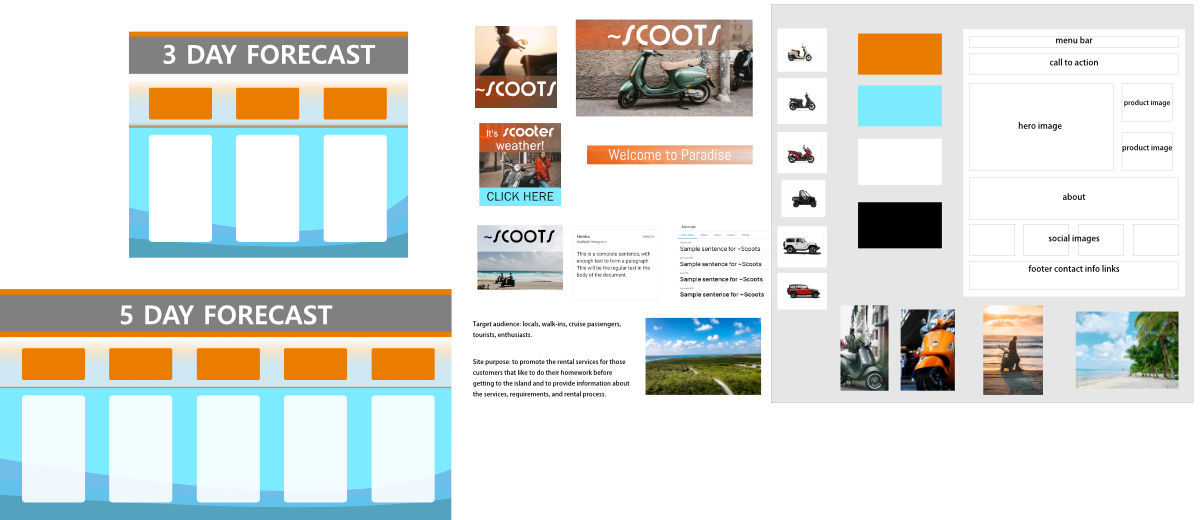 3 DAY FORECAST
5 DAY FORECAST
~SCOOTS
~SCOOTS
It's scooter
weather!
CLICK HERE
Welcome to Paradise
~SCOOTS
Heebo
Multiple Designers
This is a complete sentence, with
enough text to form a paragraph.
This will be the regular text in the
body of the document.
Sample sentence for ~Scoots
Sample sentence for ~Scoots
Sample sentence for ~Scoots
Sample sentence for ~Scoots
Target audience: locals, walk-ins, cruise passengers,
tourists, enthusiasts.
Site purpose: to promote the rental services for those
customers that like to do their homework before
getting to the island and to provide information about
the services, requirements, and rental process.
menu bar
call to action
hero image
product image
product image
about
social images
footer contact info links